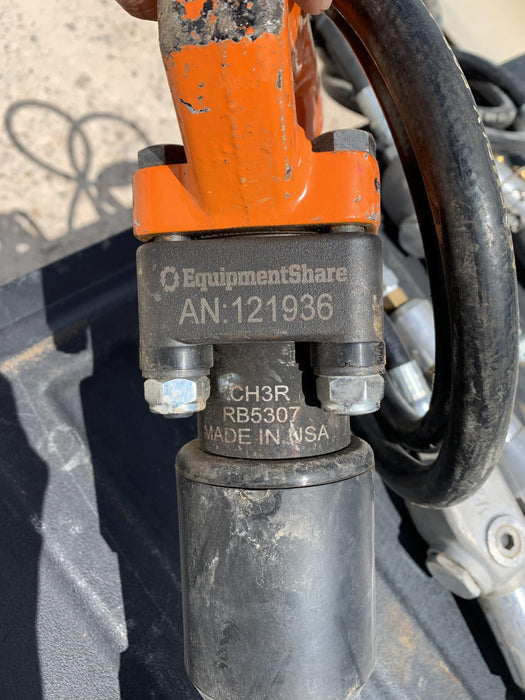 EquipmentShare
AN:121936
CH3R
RB5307
MADE IN USA